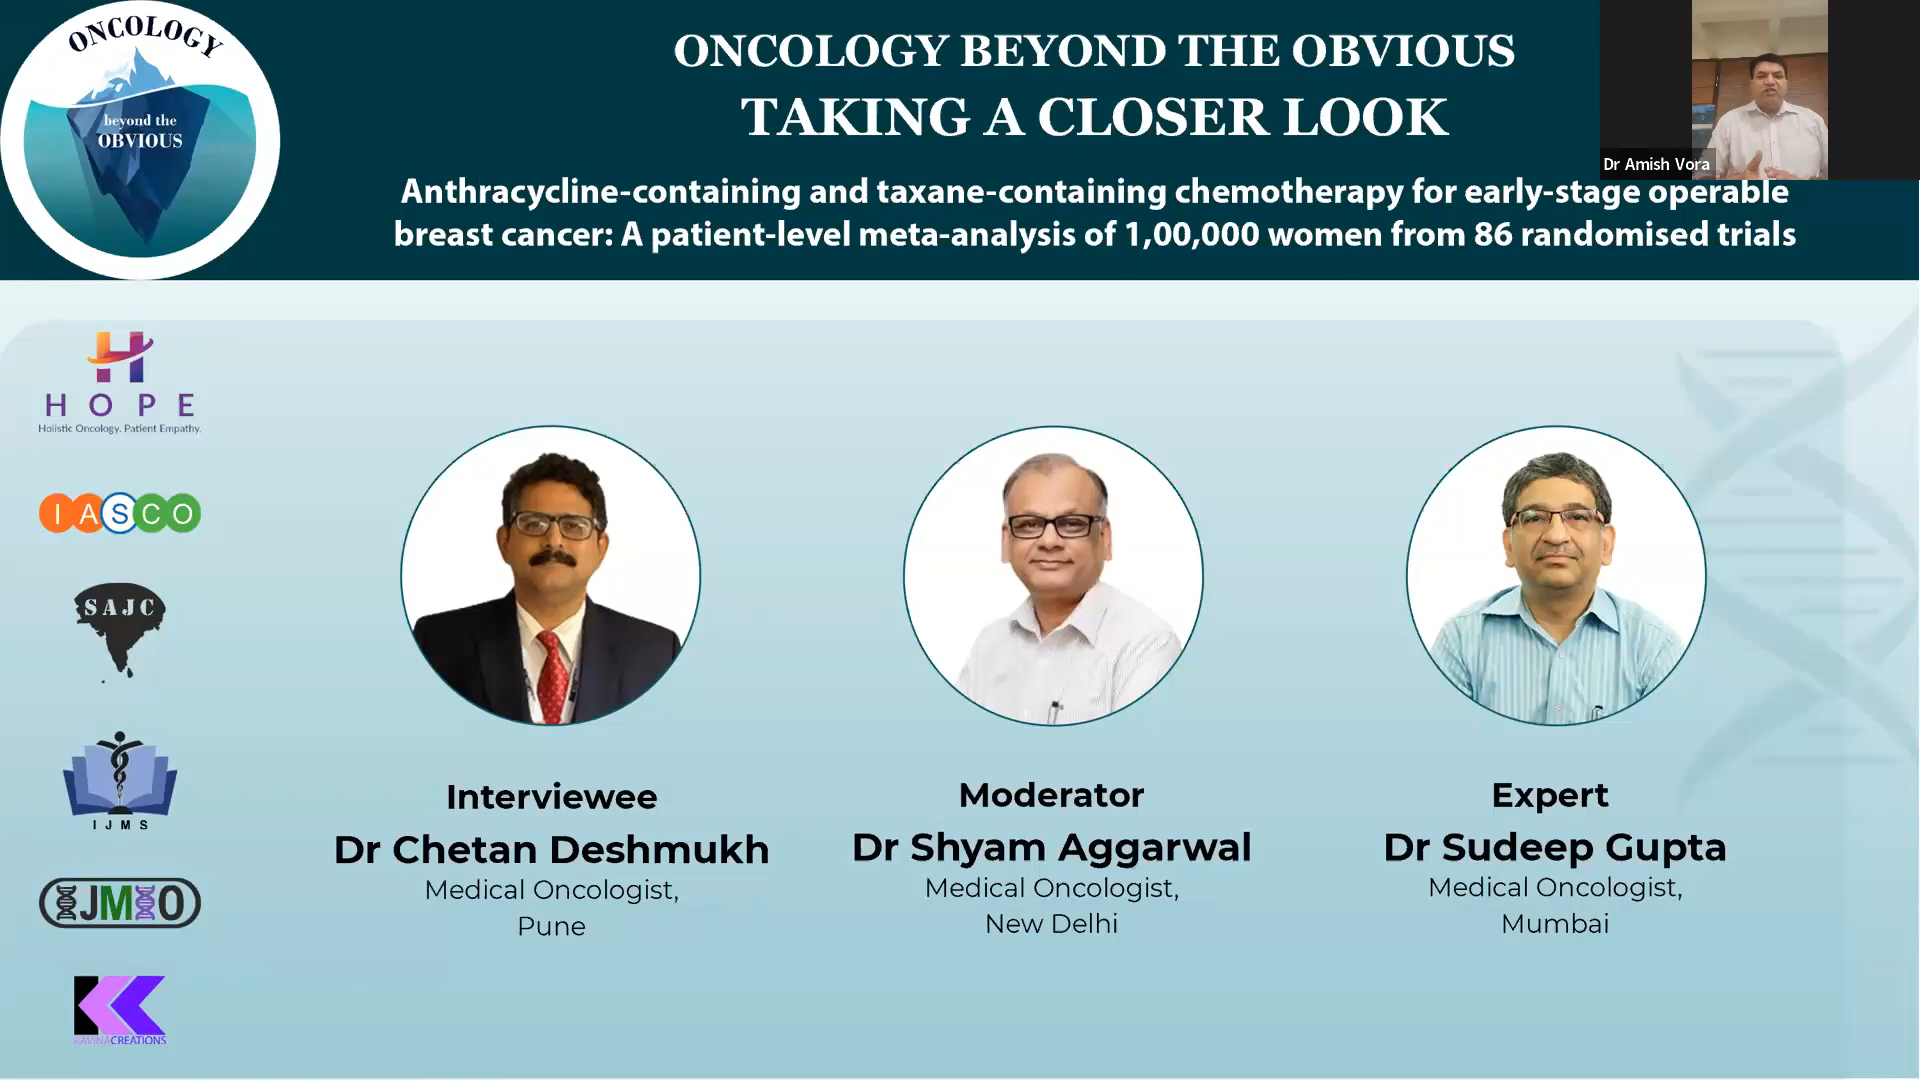 ONCOLOGY
beyond the
OBVIOUS
ONCOLOGY BEYOND THE OBVIOUS
TAKING A CLOSER LOOK
Anthracycline-containing and taxane-containing chemotherapy for early-stage operable
breast cancer: A patient-level meta-analysis of 1,00,000 women from 86 randomised trials
Dr Amish Vora
H
HOPE
Holistic Oncology. Patient Empathy.
IASCO
SAJC
IJMS
IJMIO
KAVINACREATIONS
Interviewee
Dr Chetan Deshmukh
Medical Oncologist,
Pune
Moderator
Dr Shyam Aggarwal
Medical Oncologist,
New Delhi
Expert
Dr Sudeep Gupta
Medical Oncologist,
Mumbai